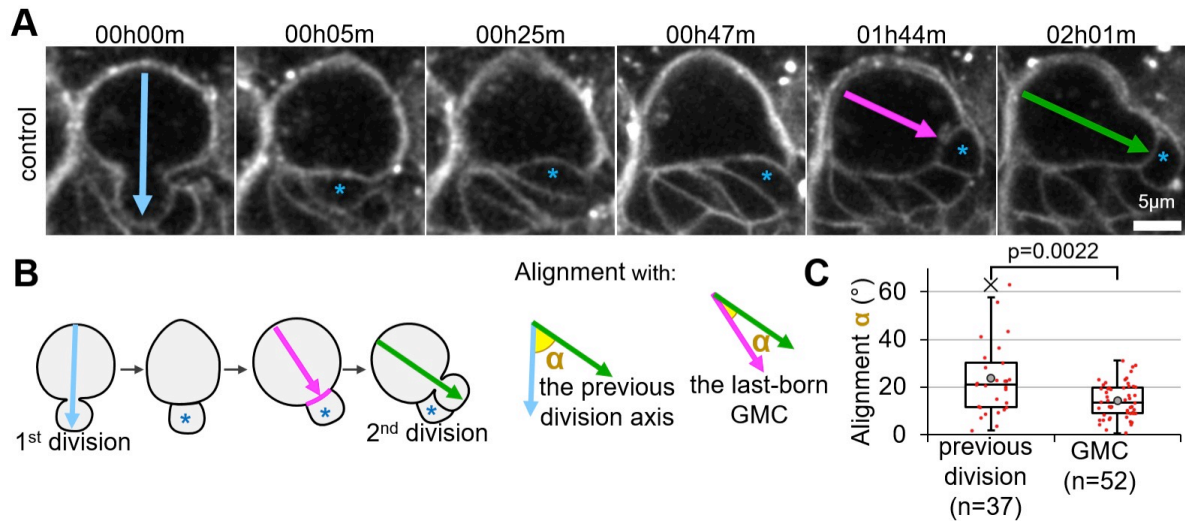 A
00h00m 00h05m 00h25m 00h47m 01h44m 02h01m
control
* * * * *
5µm
B
Alignment with:
α
the previous
division axis
α
the last-born
GMC
* * *
1st division
2nd division
C
p=0.0022
Alignment α (°)
60
40
20
0
previous
division
(n=37)
GMC
(n=52)